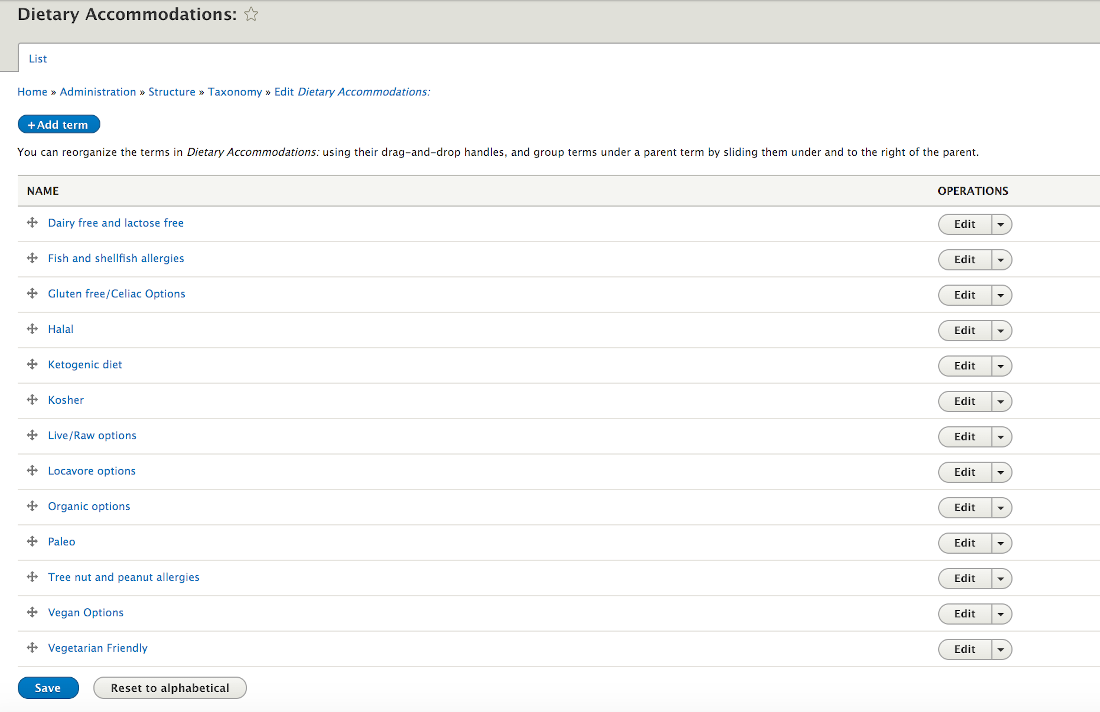 Dietary Accommodations:
List
Home » Administration » Structure » Taxonomy » Edit Dietary Accommodations:
+Add term
You can reorganize the terms in Dietary Accommodations: using their drag-and-drop handles, and group terms under a parent term by sliding them under and to the right of the parent.
NAME OPERATIONS
Dairy free and lactose free Edit
Fish and shellfish allergies Edit
Gluten free/Celiac Options Edit
Halal Edit
Ketogenic diet Edit
Kosher Edit
Live/Raw options Edit
Locavore options Edit
Organic options Edit
Paleo Edit
Tree nut and peanut allergies Edit
Vegan Options Edit
Vegetarian Friendly Edit
Save Reset to alphabetical